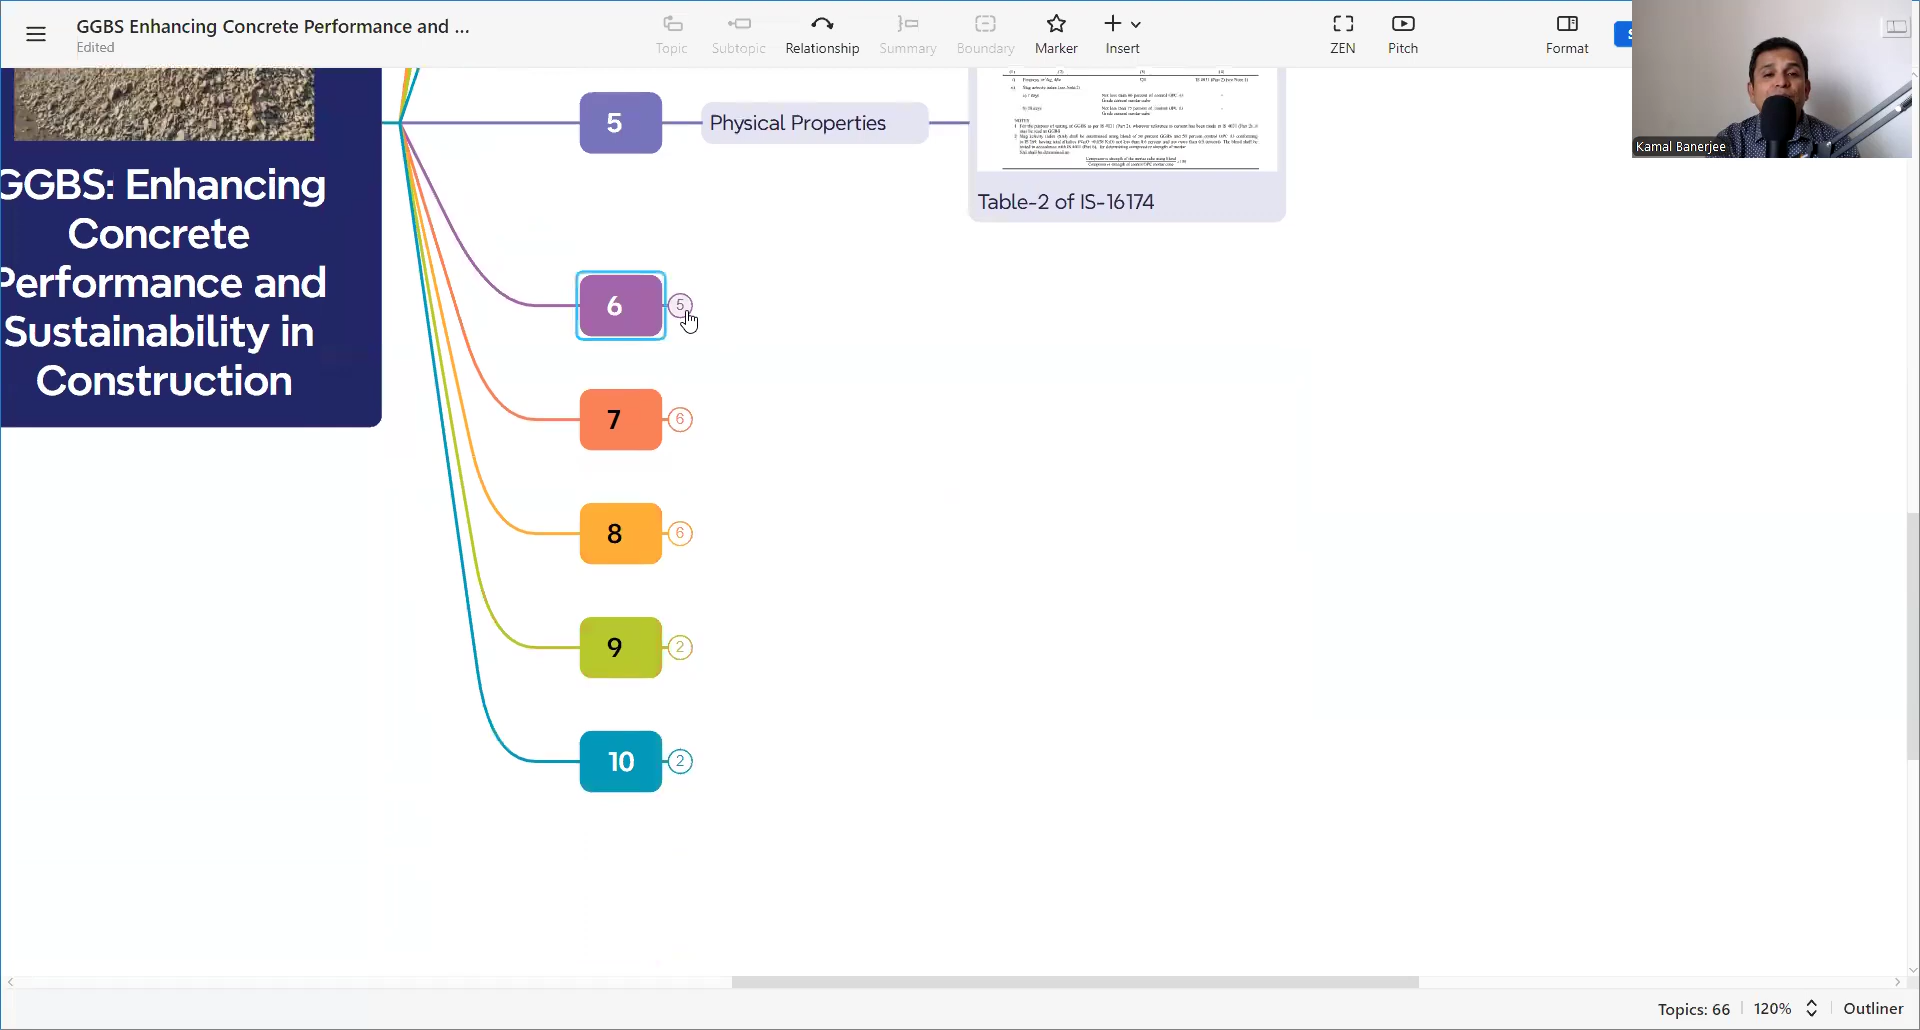 GGBS Enhancing Concrete Performance and ...
Edited
Topic
Subtopic
Relationship
Summary
Boundary
Marker
Insert
ZEN
Pitch
Format
S
Kamal Banerjee
GGBS: Enhancing
Concrete
Performance and
Sustainability in
Construction
5
Physical Properties
NOTES
Table-2 of IS-16174
6
5
7
6
8
6
9
2
10
2
Topics: 66
120%
Outliner